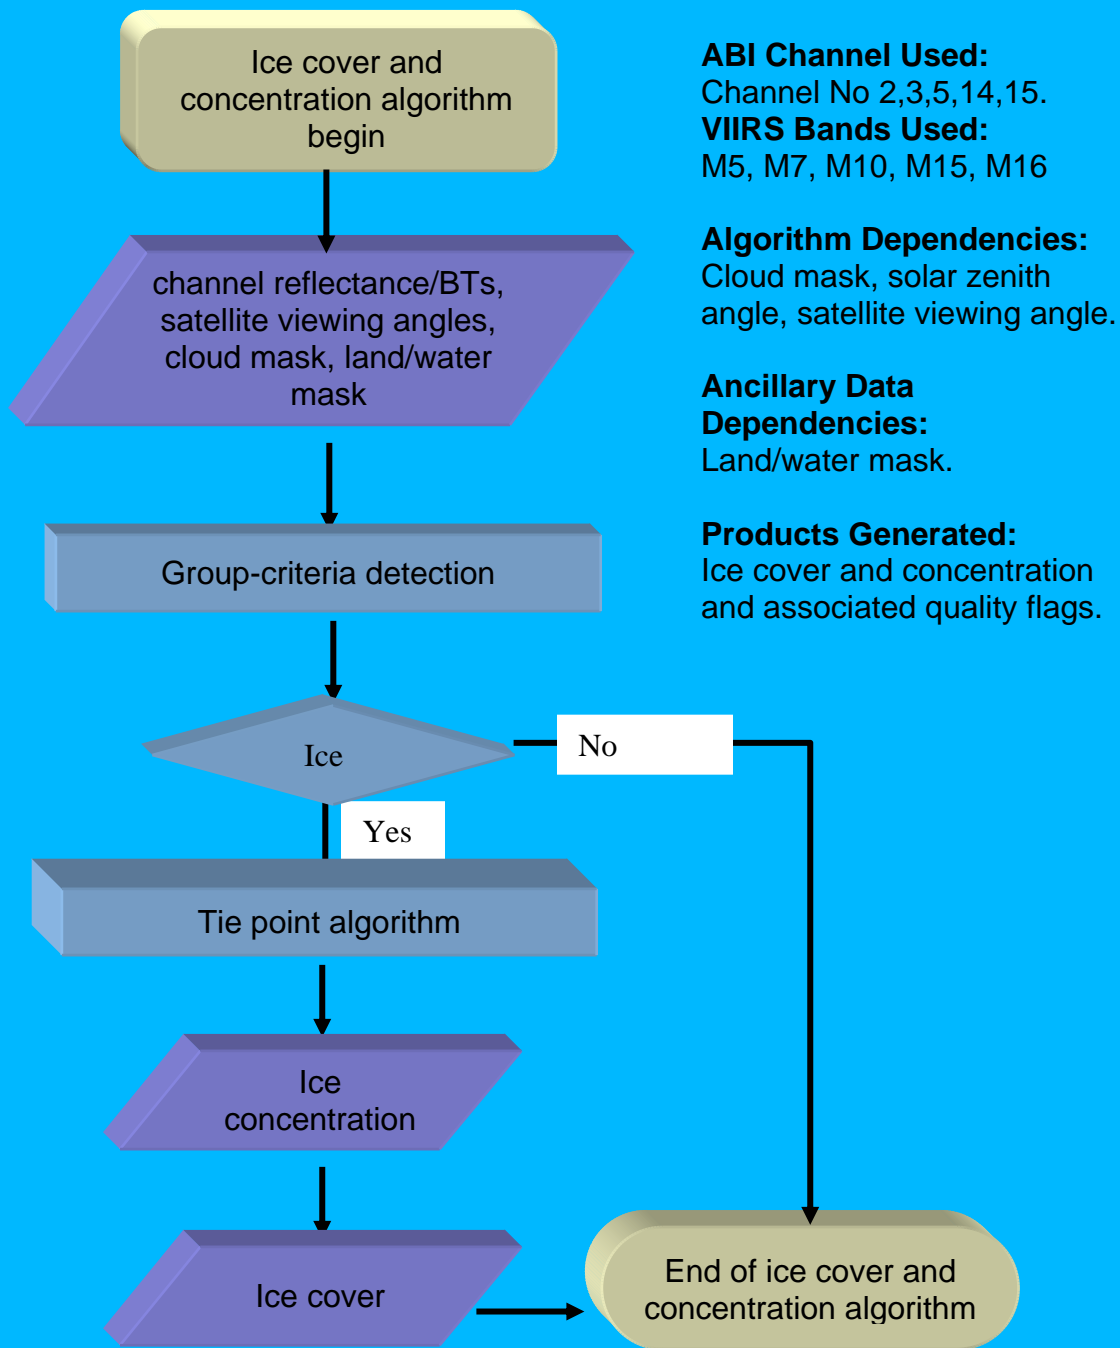 Ice cover and
concentration algorithm
begin
channel reflectance/BTs,
satellite viewing angles,
cloud mask, land/water
mask
Group-criteria detection
Ice
No
Yes
Tie point algorithm
Ice
concentration
Ice cover
End of ice cover and
concentration algorithm
ABI Channel Used:
Channel No 2,3,5,14,15.
VIIRS Bands Used:
M5, M7, M10, M15, M16
Algorithm Dependencies:
Cloud mask, solar zenith
angle, satellite viewing angle.
Ancillary Data
Dependencies:
Land/water mask.
Products Generated:
Ice cover and concentration
and associated quality flags.